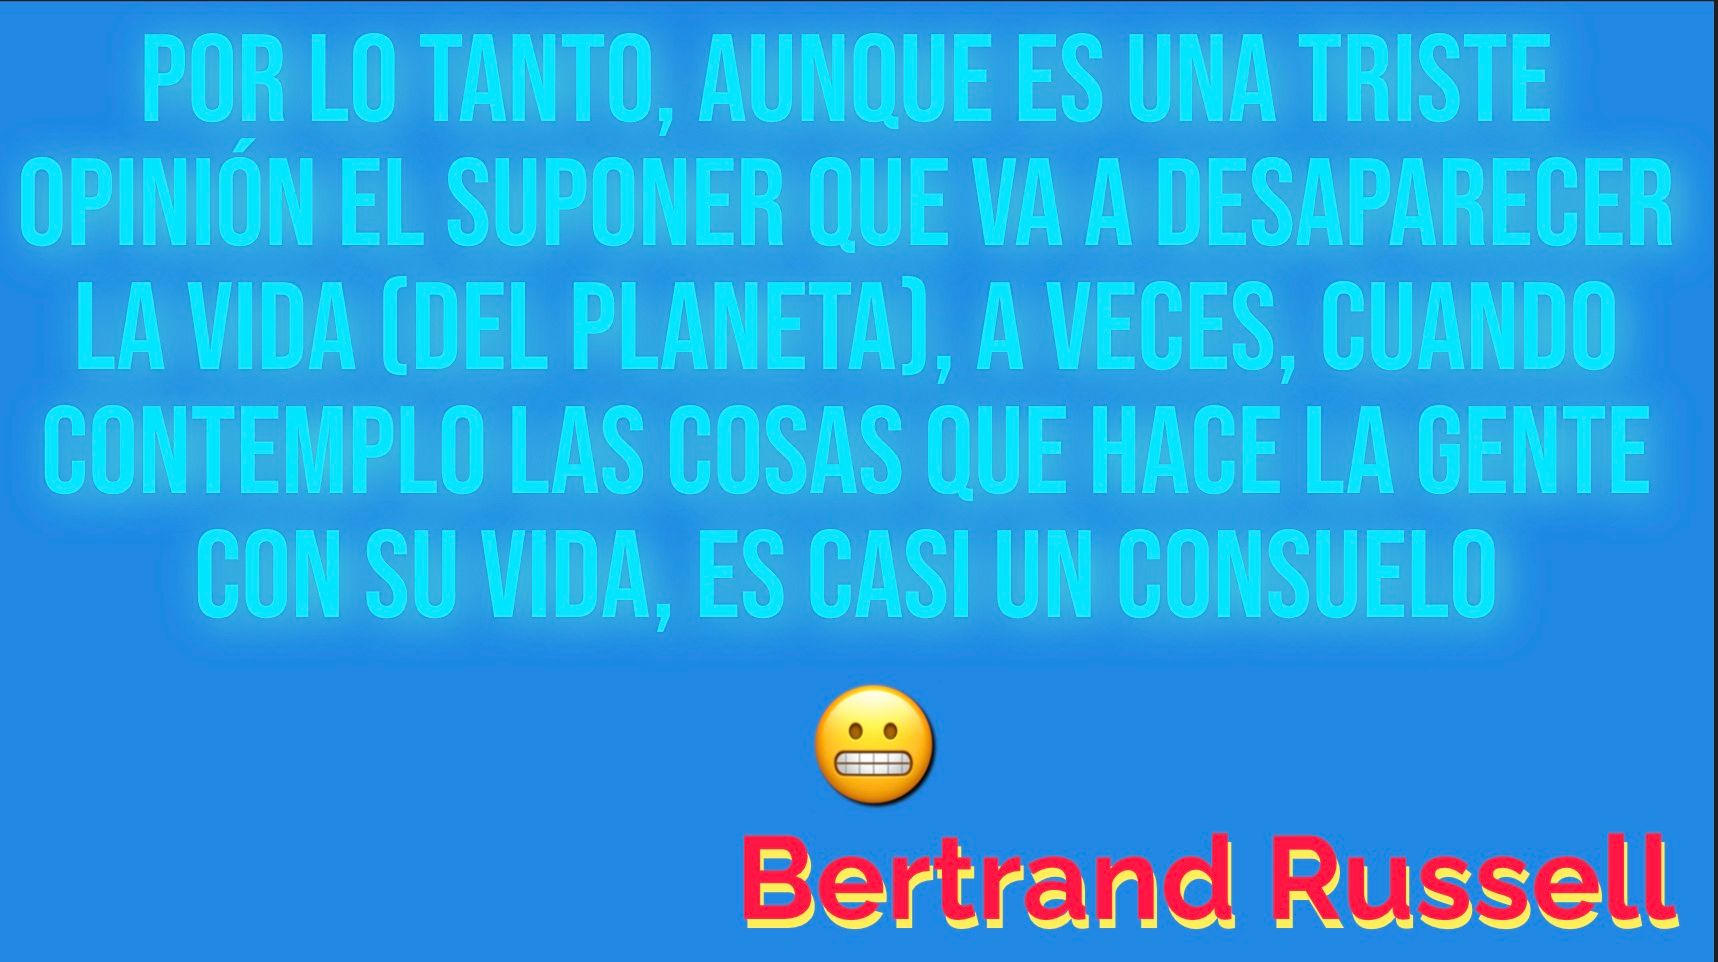 POR LO TANTO, AUNQUE ES UNA TRISTE
OPINIÓN EL SUPONER QUE VA A DESAPARECER
LA VIDA (DEL PLANETA), A VECES, CUANDO
CONTEMPLO LAS COSAS QUE HACE LA GENTE
CON SU VIDA, ES CASI UN CONSUELO
Bertrand Russell